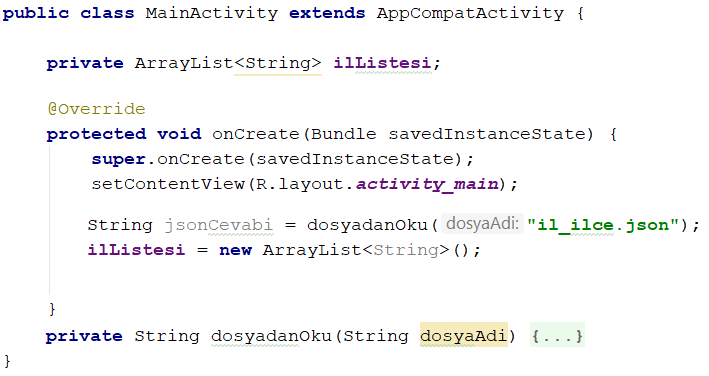 public class MainActivity extends AppCompatActivity {
private ArrayList<String> ilListesi;
@Override
protected void onCreate(Bundle savedInstanceState) {
super.onCreate(savedInstanceState);
setContentView(R.layout.activity_main);
String jsonCevabi = dosyadanOku( dosyaAdi: "il_ilce.json");
ilListesi = new ArrayList<String>();
}
private String dosyadanOku(String dosyaAdi) {...}
}